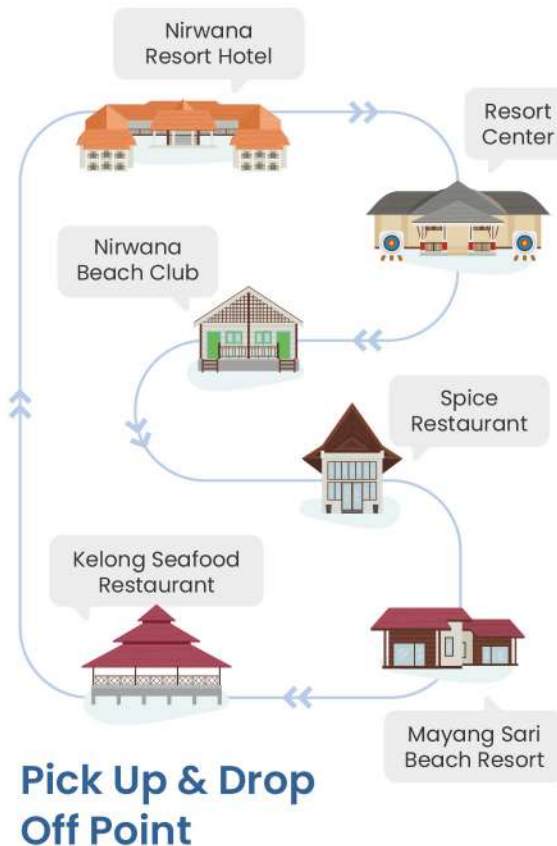 Nirwana
Resort Hotel
Resort
Center
Nirwana
Beach Club
Spice
Restaurant
Kelong Seafood
Restaurant
Mayang Sari
Beach Resort
Pick Up & Drop
Off Point